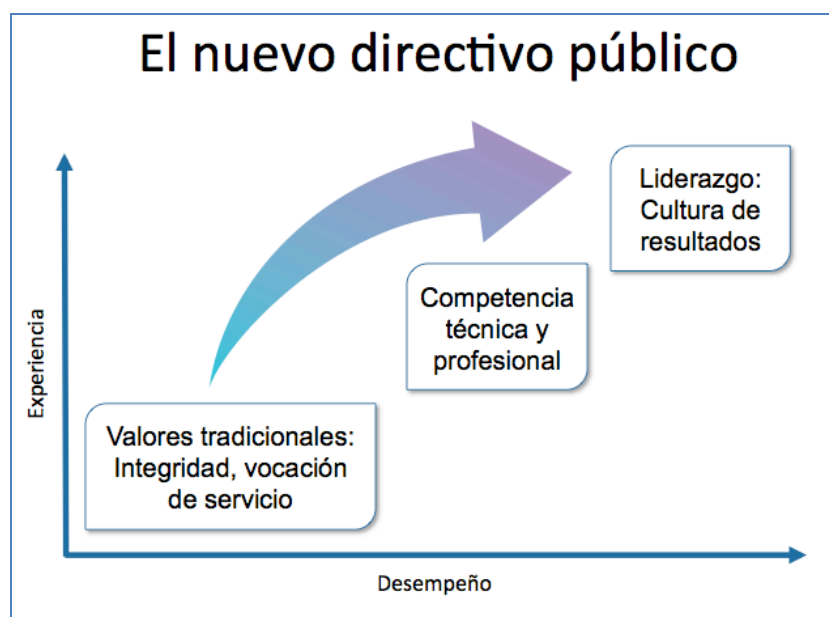 El nuevo directivo público
Liderazgo:
Cultura de
resultados
Competencia
técnica y
profesional
Experiencia
Valores tradicionales:
Integridad, vocación
de servicio
Desempeño